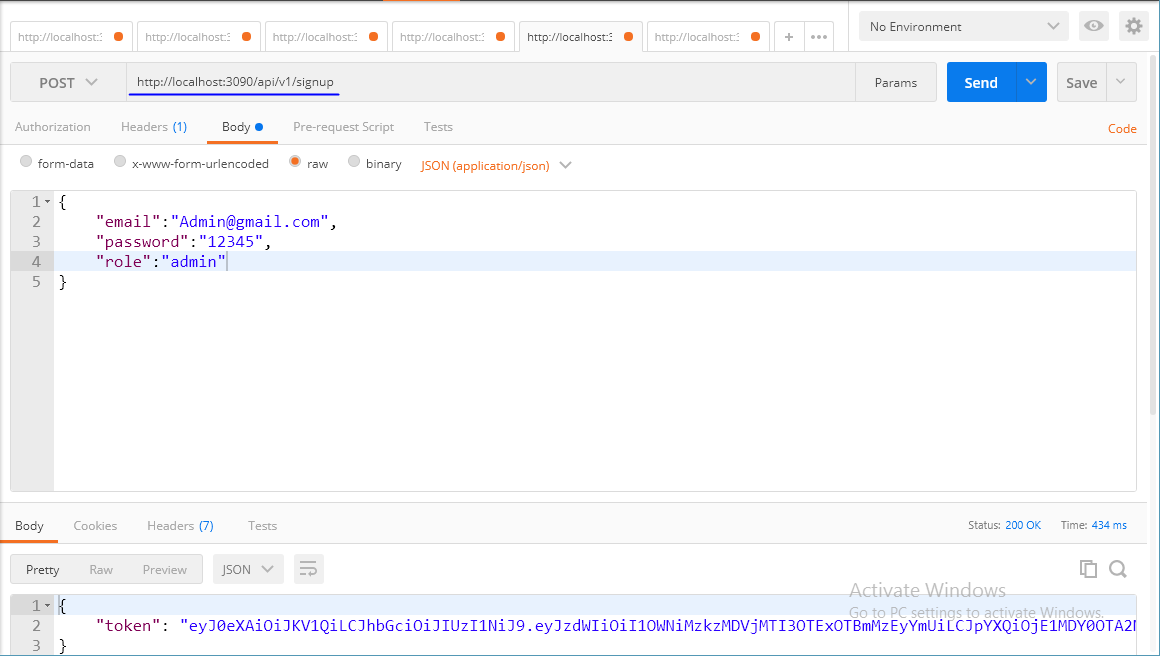 http://localhost:3 http://localhost:3 http://localhost:3 http://localhost:3 http://localhost:3 http://localhost:3 + ••• No Environment
POST http://localhost:3090/api/v1/signup Params Send Save
Authorization Headers (1) Body Pre-request Script Tests Code
form-data x-www-form-urlencoded raw binary JSON (application/json)
1 {
2 "email":"Admin@gmail.com",
3 "password":"12345",
4 "role":"admin"
5 }
Body Cookies Headers (7) Tests Status: 200 OK Time: 434 ms
Pretty Raw Preview JSON
Activate Windows
Go to PC settings to activate Windows.
1 {
2 "token": "eyJ0eXAiOiJKV1QiLCJhbGciOiJIUzI1NiJ9.eyJzdWIiOiI1OWNiMzkzMDVjMTI3OTExOTBmMzEyYmUiLCJpYXQiOjE1MDY0OTA2N
3 }